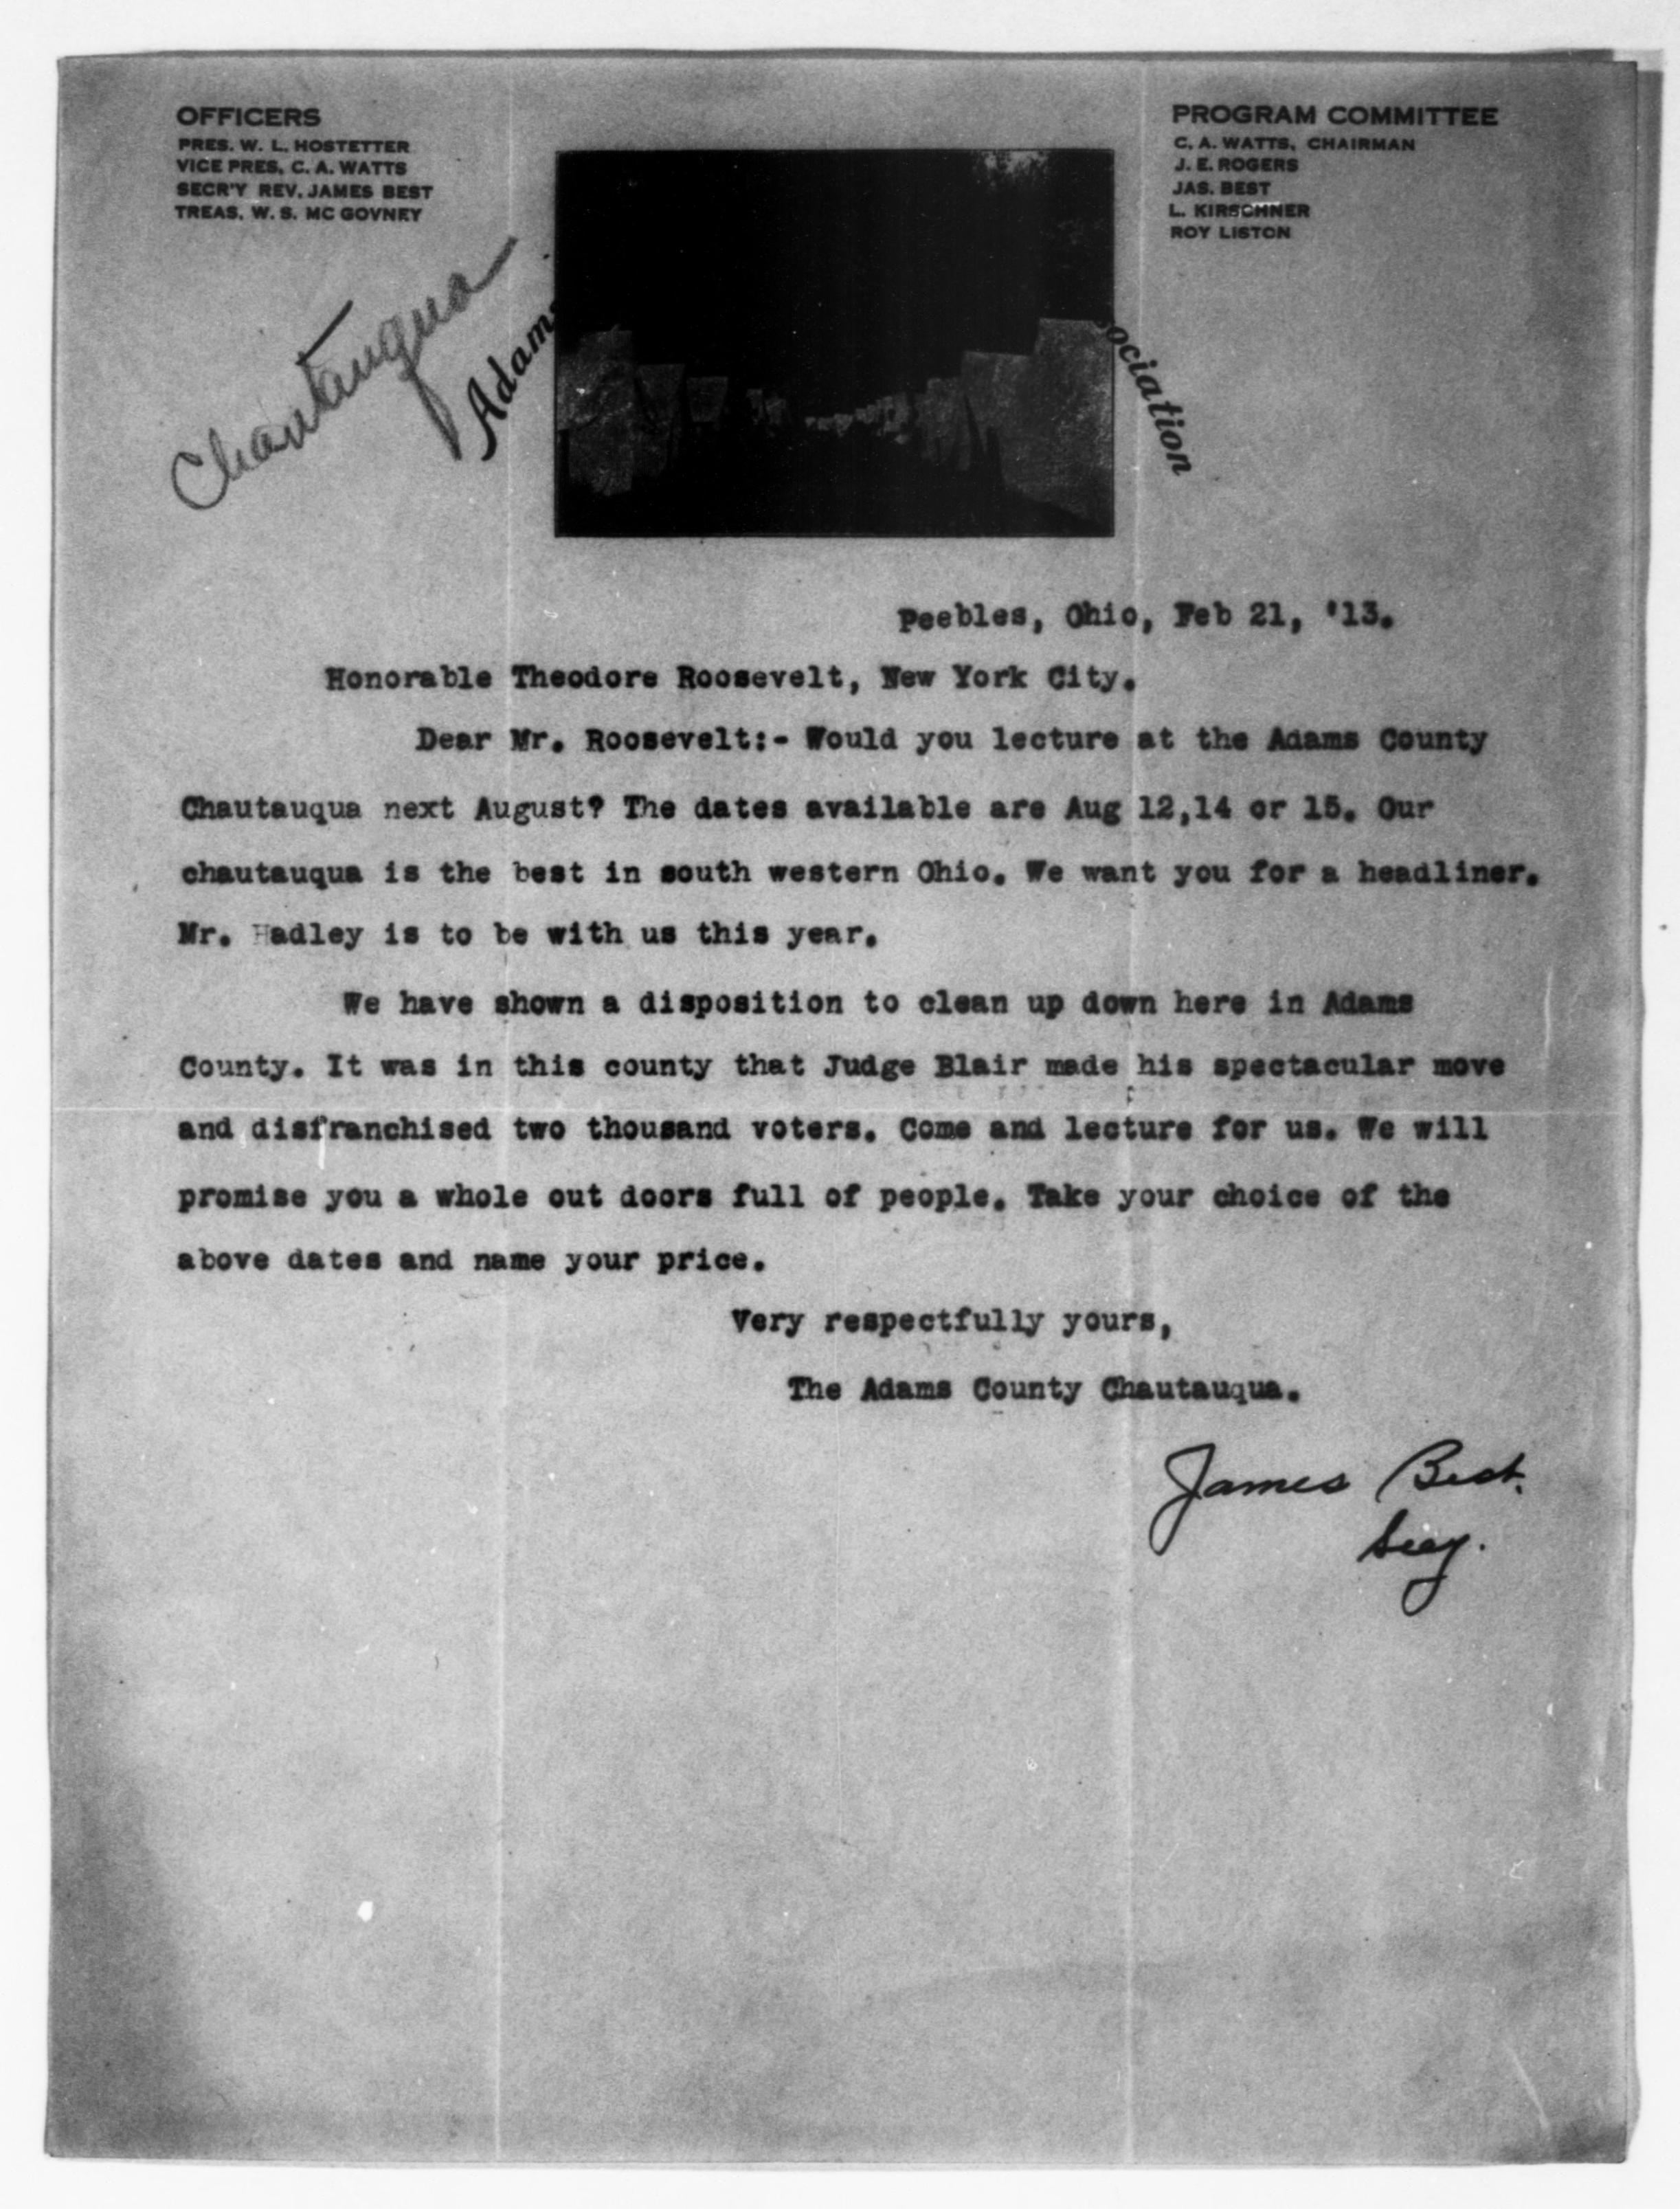 OFFICERS
PRES. W. L. HOSTETTER
VICE PRES. C. A. WATTS
SECR'Y REV. JAMES BEST
TREAS. W. S. MC GOVNEY
PROGRAM COMMITTEE
C. A. WATTS, CHAIRMAN
J. E. ROGERS
JAS. BEST
L. KIRSCHNER
ROY LISTON
Chautauqua
Adams
ociation
Peebles, Ohio, Feb 21, '13.
Honorable Theodore Roosevelt, New York City.
Dear Mr. Roosevelt:- Would you lecture at the Adams County
Chautauqua next August? The dates available are Aug 12,14 or 15. Our
chautauqua is the best in south western Ohio. We want you for a headliner.
Mr. Hadley is to be with us this year.
We have shown a disposition to clean up down here in Adams
County. It was in this county that Judge Blair made his spectacular move
and disfranchised two thousand voters. Come and lecture for us. We will
promise you a whole out doors full of people. Take your choice of the
above dates and name your price.
Very respectfully yours,
The Adams County Chautauqua.
James Best.
Secy.